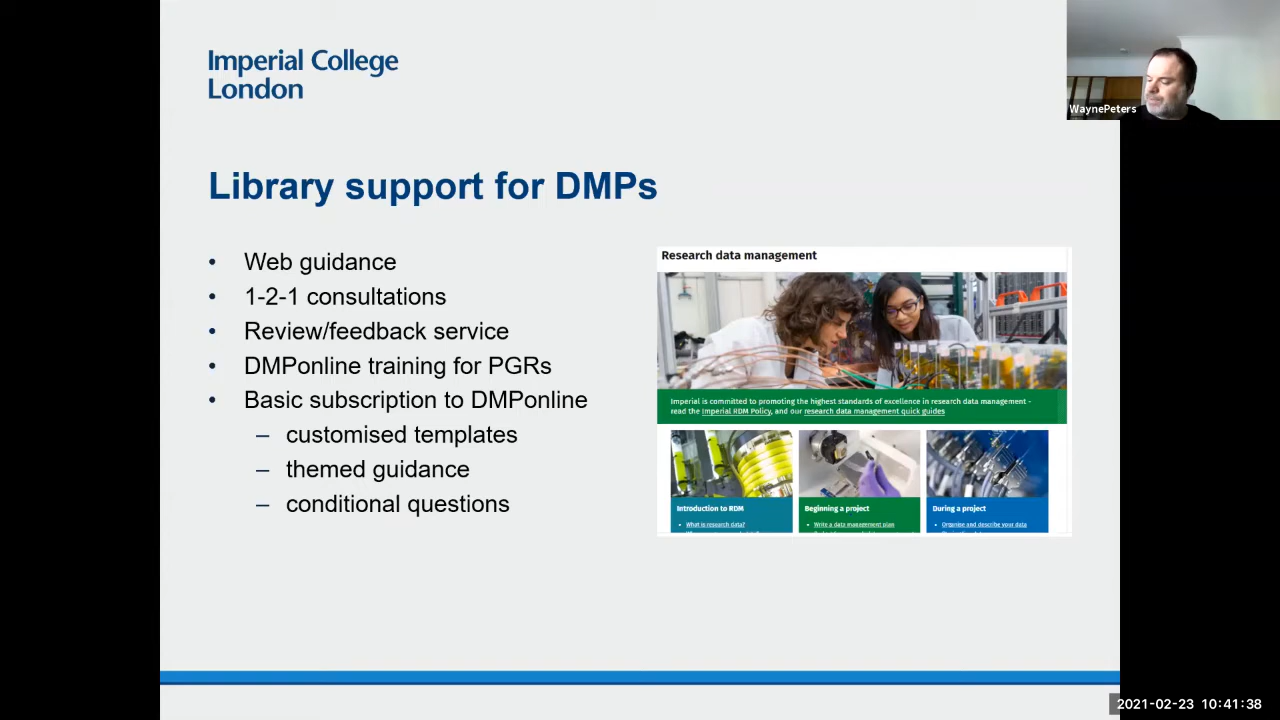 Imperial College
London
WaynePeters
Library support for DMPs
• Web guidance
• 1-2-1 consultations
• Review/feedback service
• DMPonline training for PGRs
• Basic subscription to DMPonline
– customised templates
– themed guidance
– conditional questions
Research data management
Imperial is committed to promoting the highest standards of excellence in research data management -
read the Imperial RDM Policy, and our research data management quick guides
Introduction to RDM
• What is research data?
Beginning a project
• Write a data management plan
During a project
• Organise and describe your data
2021-02-23 10:41:38